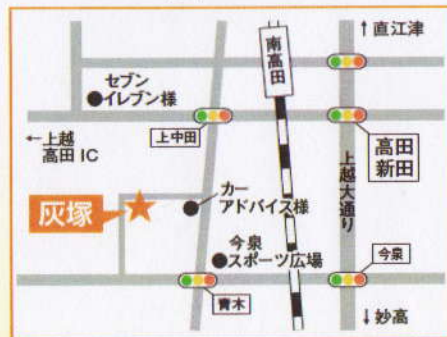 ↑直江津
南高田
セブン
イレブン様
上中田
←上越
高田IC
高田
新田
上越大通り
灰塚
カー
アドバイス様
今泉
スポーツ広場
今泉
青木
↓妙高